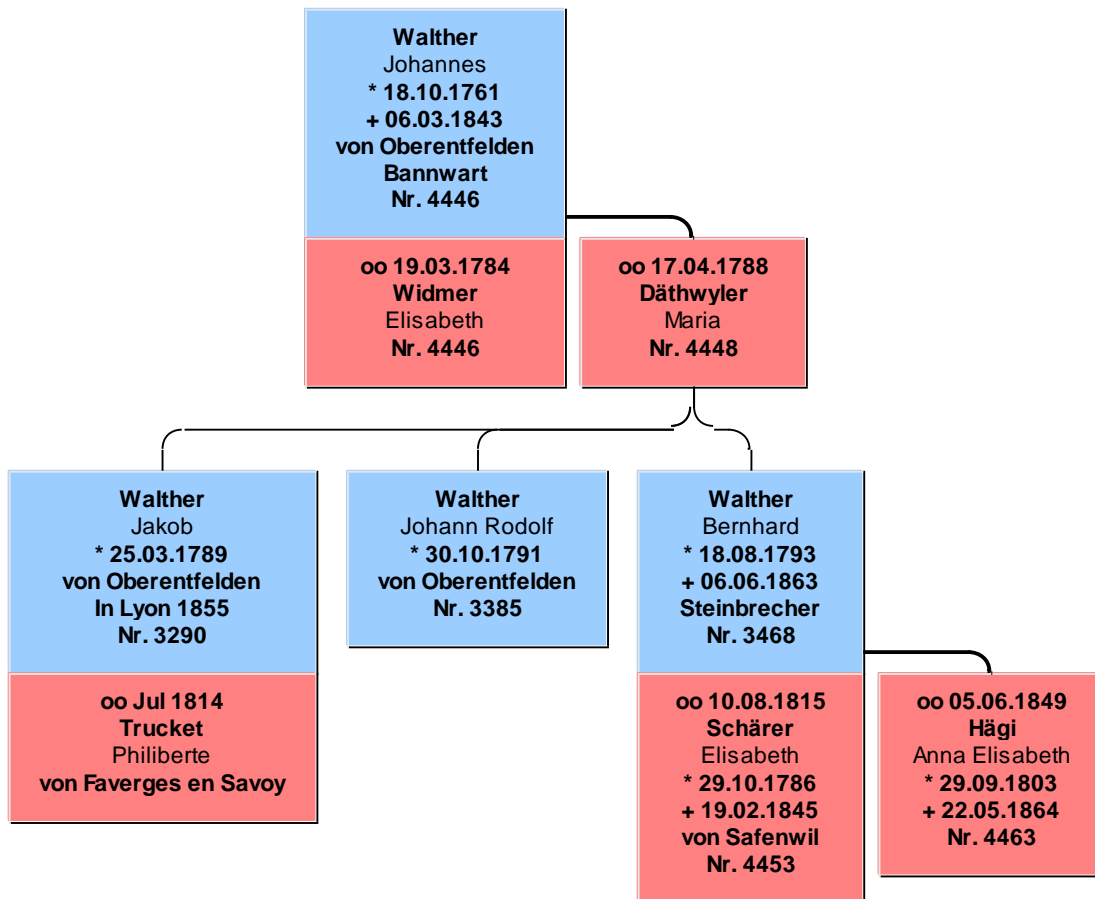 Walther
Johannes
* 18.10.1761
+ 06.03.1843
von Oberentfelden
Bannwart
Nr. 4446
oo 19.03.1784
Widmer
Elisabeth
Nr. 4446
oo 17.04.1788
Däthwyler
Maria
Nr. 4448
Walther
Jakob
* 25.03.1789
von Oberentfelden
In Lyon 1855
Nr. 3290
oo Jul 1814
Trucket
Philiberte
von Faverges en Savoy
Walther
Johann Rodolf
* 30.10.1791
von Oberentfelden
Nr. 3385
Walther
Bernhard
* 18.08.1793
+ 06.06.1863
Steinbrecher
Nr. 3468
oo 10.08.1815
Schärer
Elisabeth
* 29.10.1786
+ 19.02.1845
von Safenwil
Nr. 4453
oo 05.06.1849
Hägi
Anna Elisabeth
* 29.09.1803
+ 22.05.1864
Nr. 4463